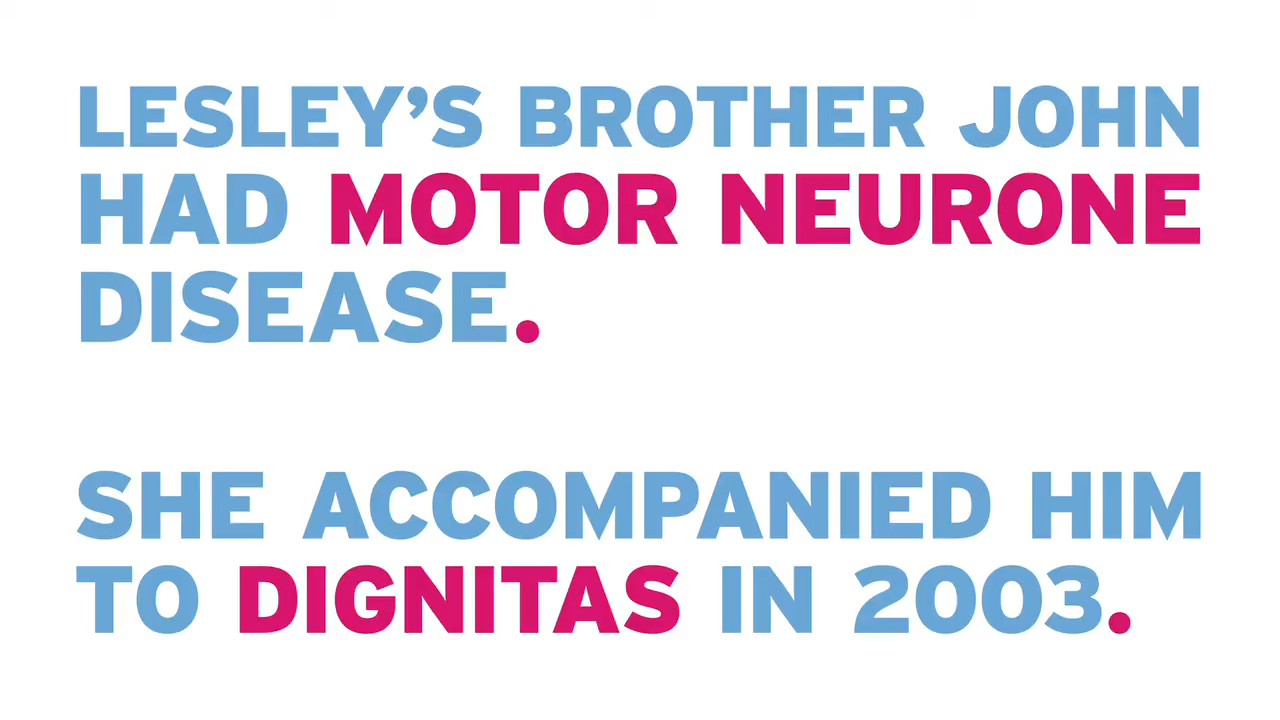 LESLEY’S BROTHER JOHN
HAD MOTOR NEURONE
DISEASE.
SHE ACCOMPANIED HIM
TO DIGNITAS IN 2003.